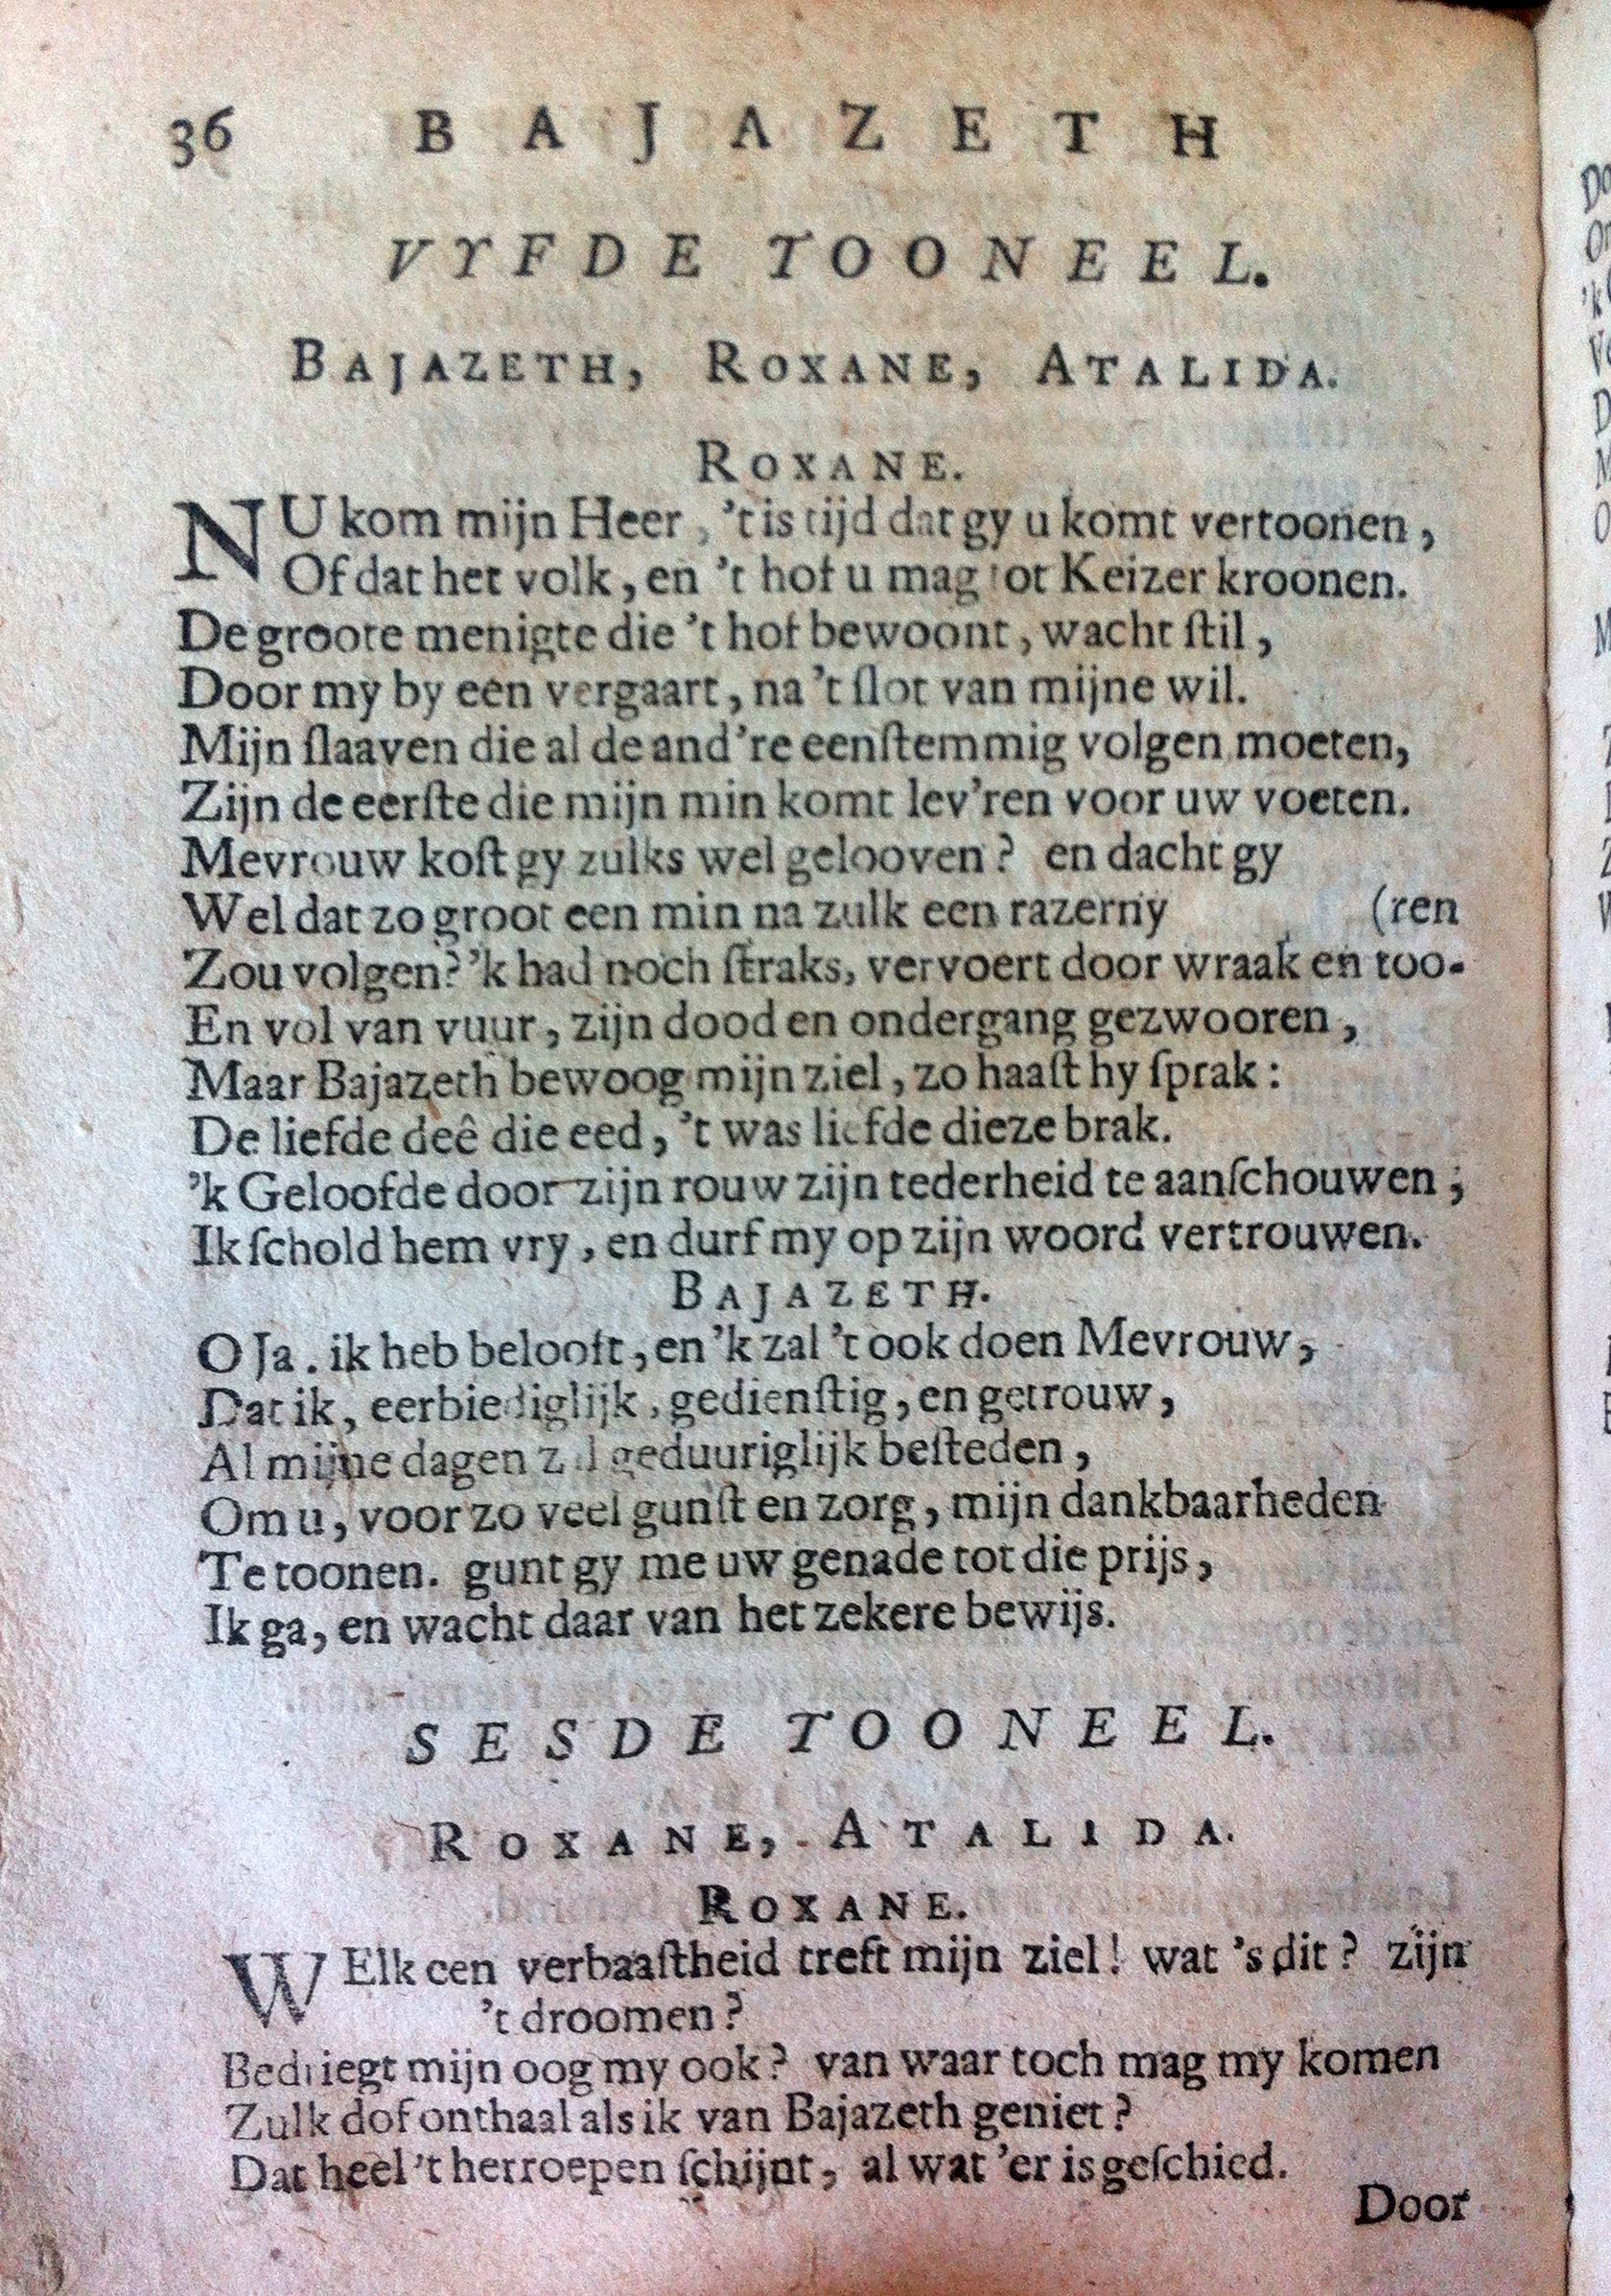 36 BAJAZETH
VYFDE TOONEEL.
BAJAZETH, ROXANE, ATALIDA.
ROXANE.
NU kom mijn Heer, 't is tijd dat gy u komt vertoonen,
Of dat het volk, en 't hof u mag tot Keizer kroonen.
De groote menigte die 't hof bewoont, wacht ſtil,
Door my by een vergaart, na 't ſlot van mijne wil.
Mijn ſlaaven die al de and're eenſtemmig volgen moeten,
Zijn de eerſte die mijn min komt lev'ren voor uw voeten.
Mevrouw koſt gy zulks wel gelooven? en dacht gy
Wel dat zo groot een min na zulk een razerny (ren
Zou volgen? 'k had noch ſtraks, vervoert door wraak en too-
En vol van vuur, zijn dood en ondergang gezwooren,
Maar Bajazeth bewoog mijn ziel, zo haaſt hy ſprak:
De liefde deê die eed, 't was liefde dieze brak.
'k Geloofde door zijn rouw zijn tederheid te aanſchouwen;
Ik ſchold hem vry, en durf my op zijn woord vertrouwen.
BAJAZETH.
O Ja. ik heb belooft, en 'k zal 't ook doen Mevrouw,
Dat ik, eerbiediglijk, gedienſtig, en getrouw,
Al mijne dagen zal geduuriglijk beſteden,
Om u, voor zo veel gunſt en zorg, mijn dankbaarheden
Te toonen. gunt gy me uw genade tot die prijs,
Ik ga, en wacht daar van het zekere bewijs.
SESDE TOONEEL.
ROXANE, ATALIDA.
ROXANE.
WElk een verbaaſtheid treft mijn ziel! wat 's dit? zijn
't droomen?
Bedriegt mijn oog my ook? van waar toch mag my komen
Zulk dof onthaal als ik van Bajazeth geniet?
Dat heel 't herroepen ſchijnt, al wat 'er is geſchied.
Door